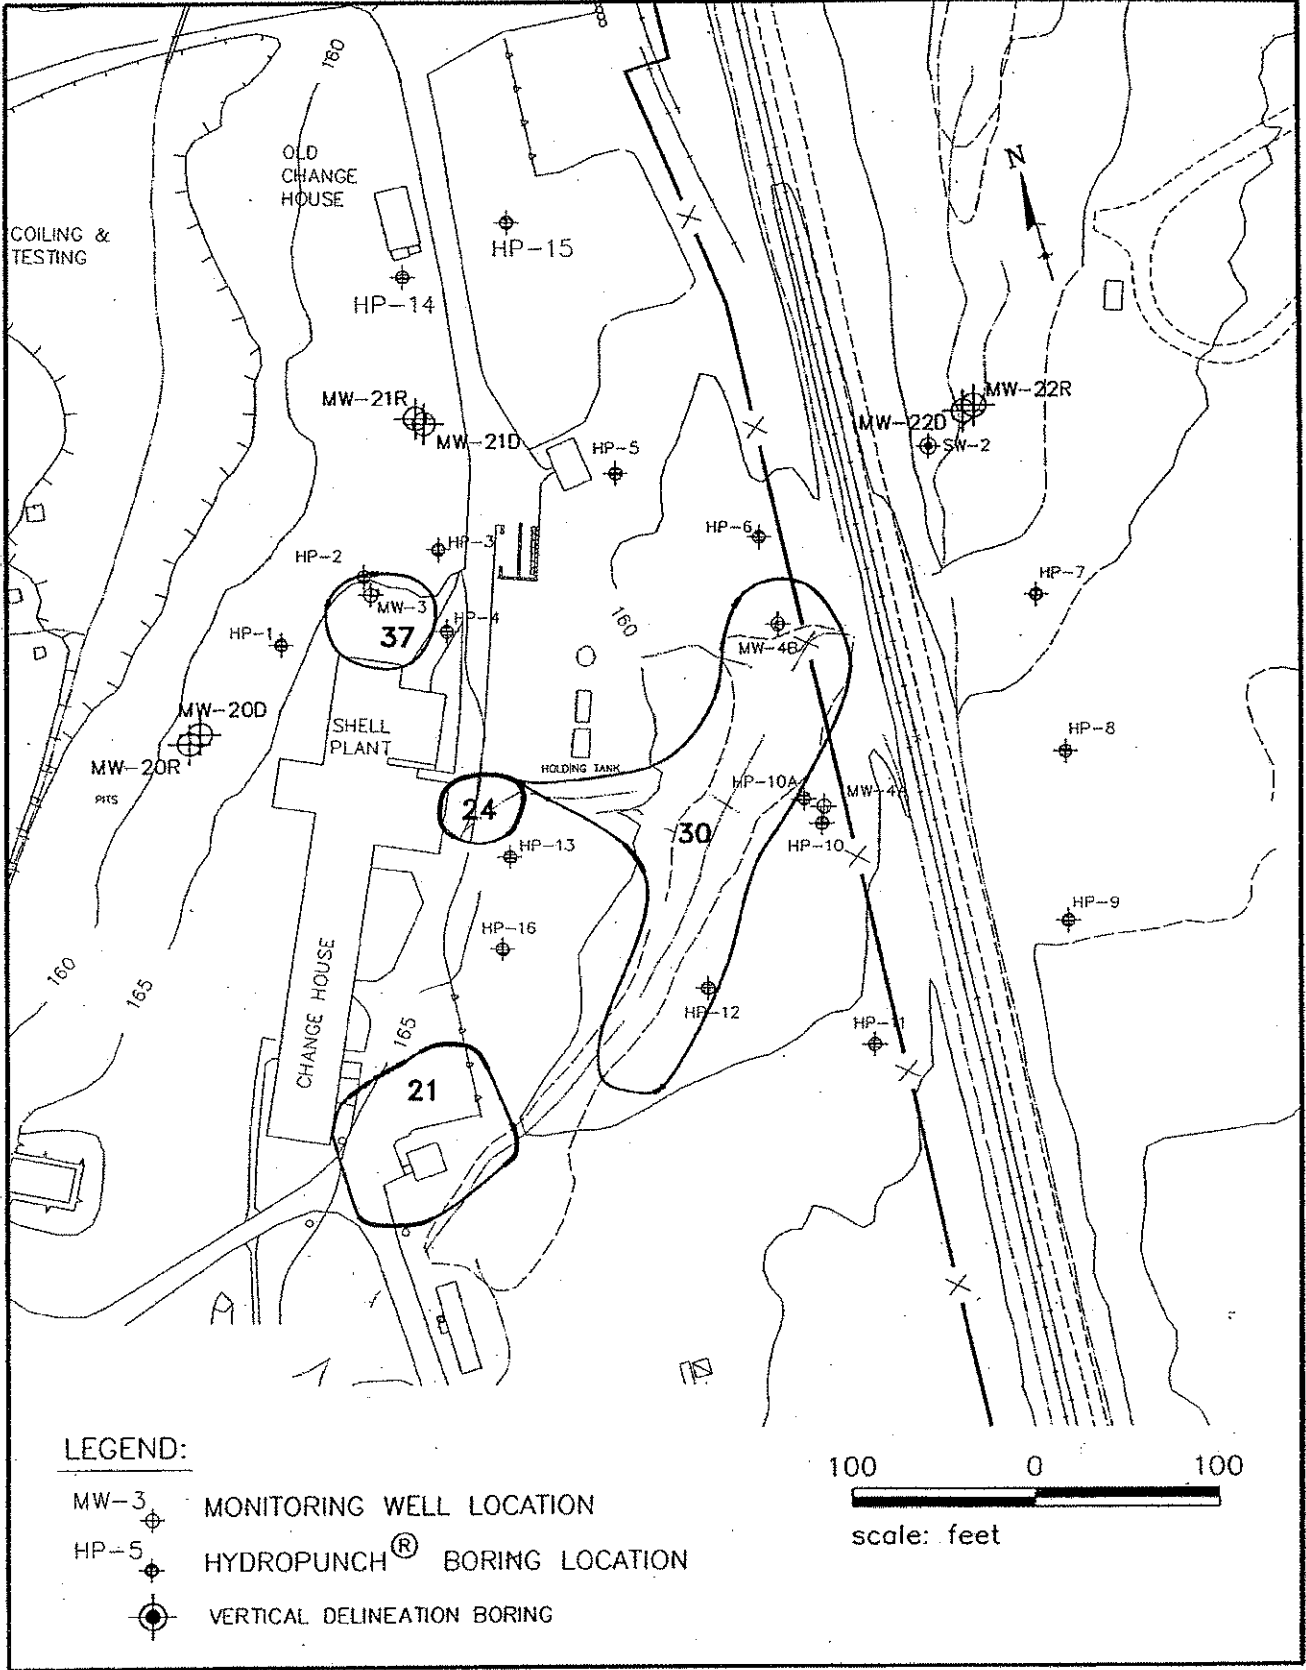 160
N
OLD
CHANGE
HOUSE
COILING &
TESTING
HP-15
HP-14
MW-21R
MW-21D
MW-22R
MW-22D
SW-2
HP-5
HP-6
HP-3
HP-2
HP-7
MW-3
160
37
HP-4
HP-1
MW-4B
MW-20D
SHELL
PLANT
HP-8
MW-20R
HOLDING TANK
PITS
HP-10A
24
30
HP-10
HP-13
HP-9
HP-16
160
165
CHANGE HOUSE
HP-12
165
HP-11
21
LEGEND:
MW-3
MONITORING WELL LOCATION
HP-5
HYDROPUNCH® BORING LOCATION
VERTICAL DELINEATION BORING
100 0 100
scale: feet